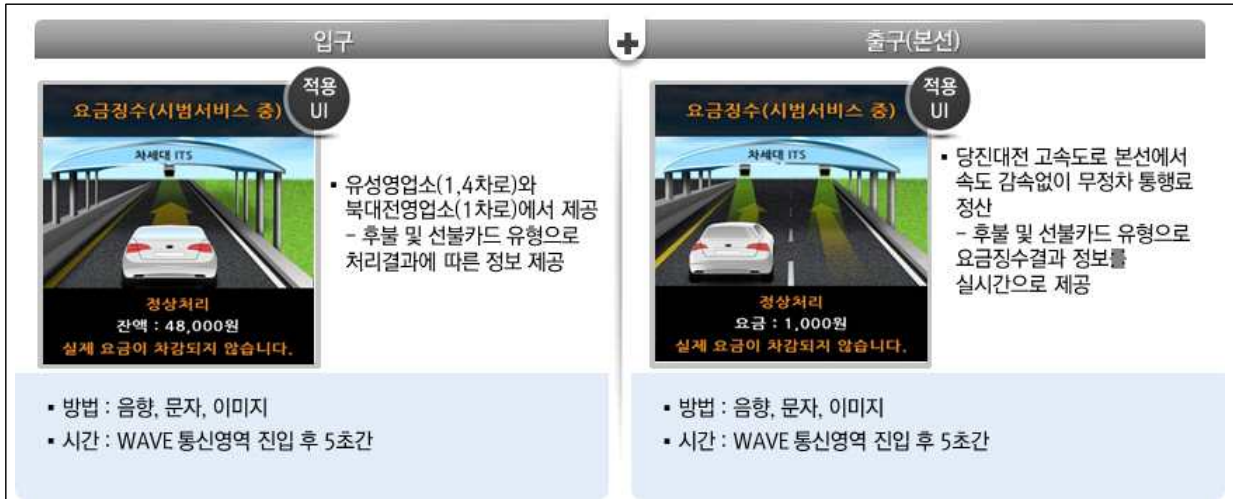 입구
요금징수(시범서비스 중)
적용
UI
차세대 ITS
정상처리
잔액 : 48,000원
실제 요금이 차감되지 않습니다.
▪ 유성영업소(1,4차로)와
북대전영업소(1차로)에서 제공
- 후불 및 선불카드 유형으로
처리결과에 따른 정보 제공
▪ 방법 : 음향, 문자, 이미지
▪ 시간 : WAVE 통신영역 진입 후 5초간
출구(본선)
요금징수(시범서비스 중)
적용
UI
차세대 ITS
정상처리
요금 : 1,000원
실제 요금이 차감되지 않습니다.
▪ 당진대전 고속도로 본선에서
속도 감속없이 무정차 통행료
정산
- 후불 및 선불카드 유형으로
요금징수결과 정보를
실시간으로 제공
▪ 방법 : 음향, 문자, 이미지
▪ 시간 : WAVE 통신영역 진입 후 5초간